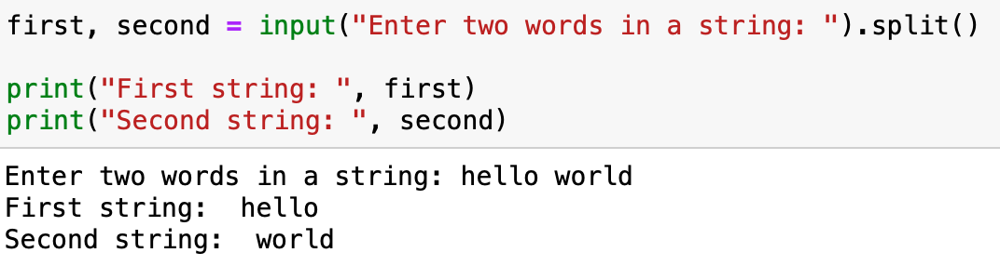 first, second = input("Enter two words in a string: ").split()
print("First string: ", first)
print("Second string: ", second)
Enter two words in a string: hello world
First string:  hello
Second string:  world